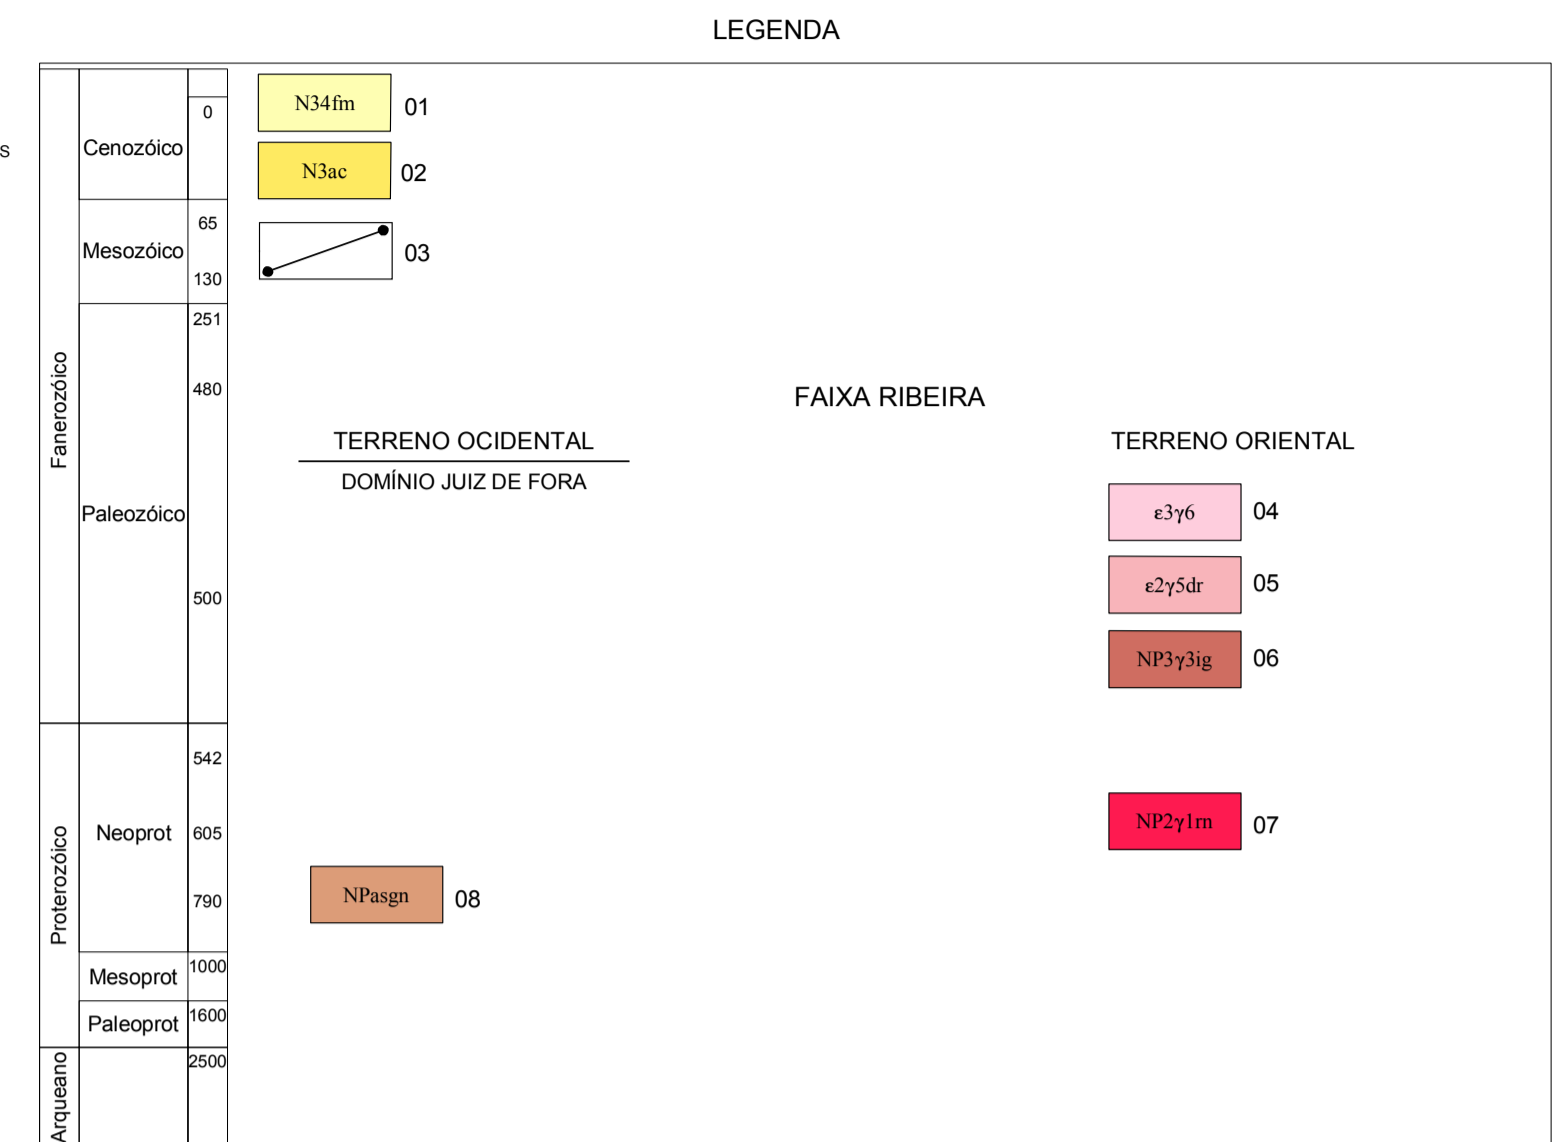 LEGENDA
s
Fanerozóico
Cenozóico
0
N34fm 01
N3ac 02
Mesozóico
65
130
03
Paleozóico
251
480
500
FAIXA RIBEIRA
TERRENO OCIDENTAL
DOMÍNIO JUIZ DE FORA
TERRENO ORIENTAL
ε3γ6 04
ε2γ5dr 05
NP3γ3ig 06
Proterozóico
Neoprot
542
605
790
NP2γ1rn 07
NPasgn 08
Mesoprot 1000
Paleoprot 1600
Arqueano
2500